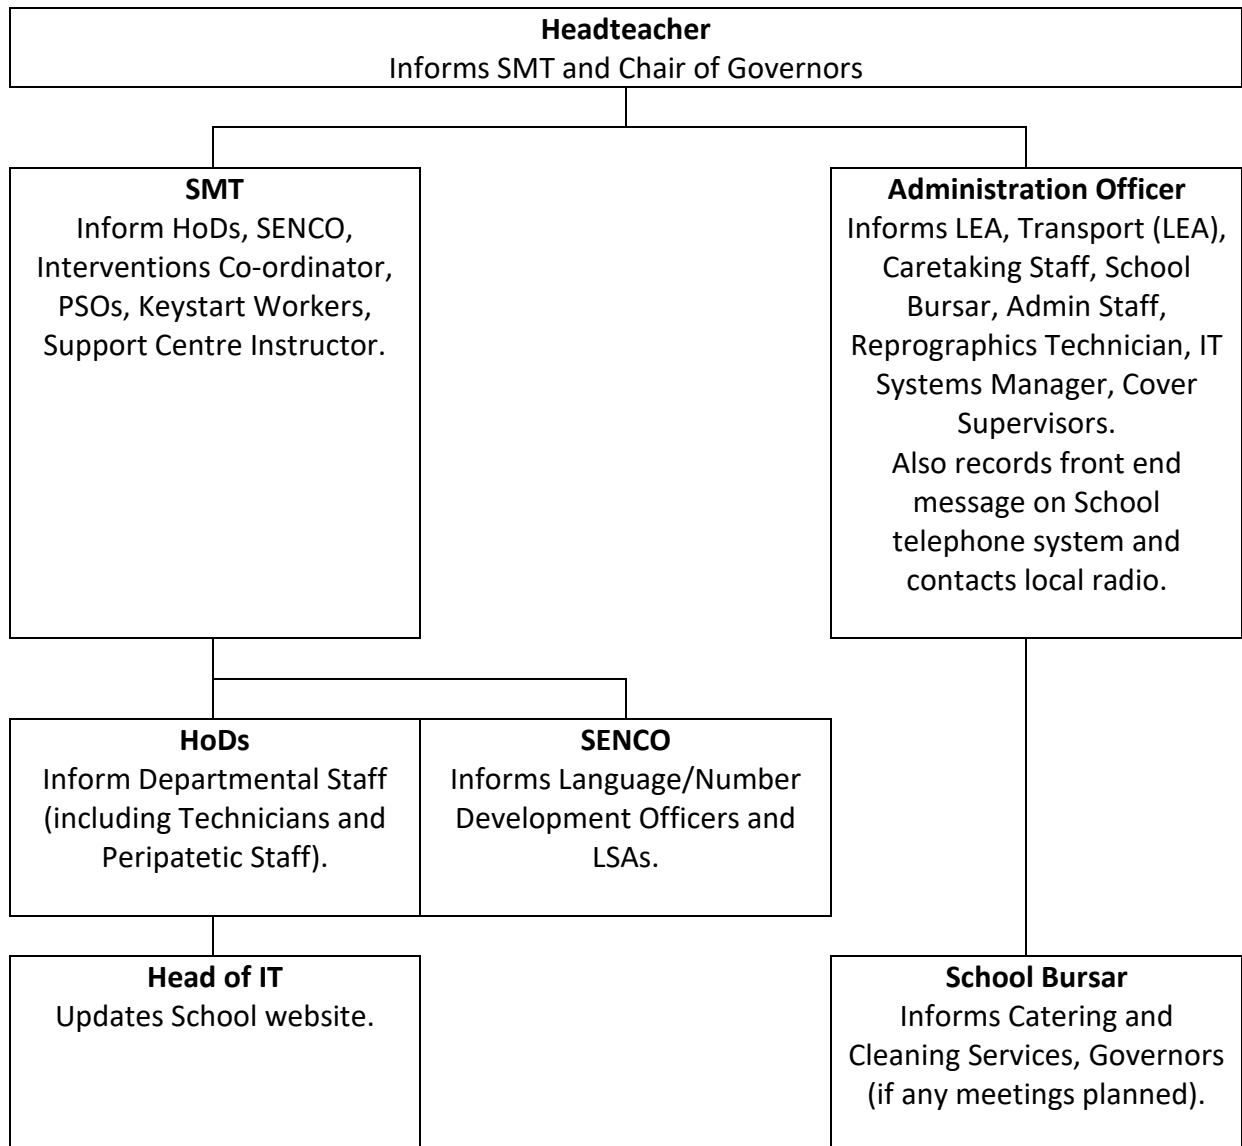 Headteacher
Informs SMT and Chair of Governors
SMT
Inform HoDs, SENCO,
Interventions Co-ordinator,
PSOs, Keystart Workers,
Support Centre Instructor.
Administration Officer
Informs LEA, Transport (LEA),
Caretaking Staff, School
Bursar, Admin Staff,
Reprographics Technician, IT
Systems Manager, Cover
Supervisors.
Also records front end
message on School
telephone system and
contacts local radio.
HoDs
Inform Departmental Staff
(including Technicians and
Peripatetic Staff).
SENCO
Informs Language/Number
Development Officers and
LSAs.
Head of IT
Updates School website.
School Bursar
Informs Catering and
Cleaning Services, Governors
(if any meetings planned).